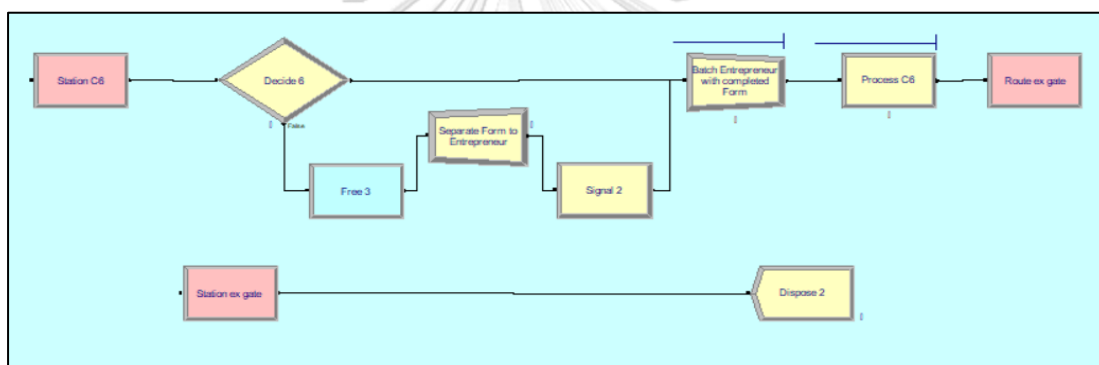 Station C6
Decide 6
False
Batch Entrepreneur
with completed
Form
Process C6
Route ex gate
Separate Form to
Entrepreneur
Free 3
Signal 2
Station ex gate
Dispose 2